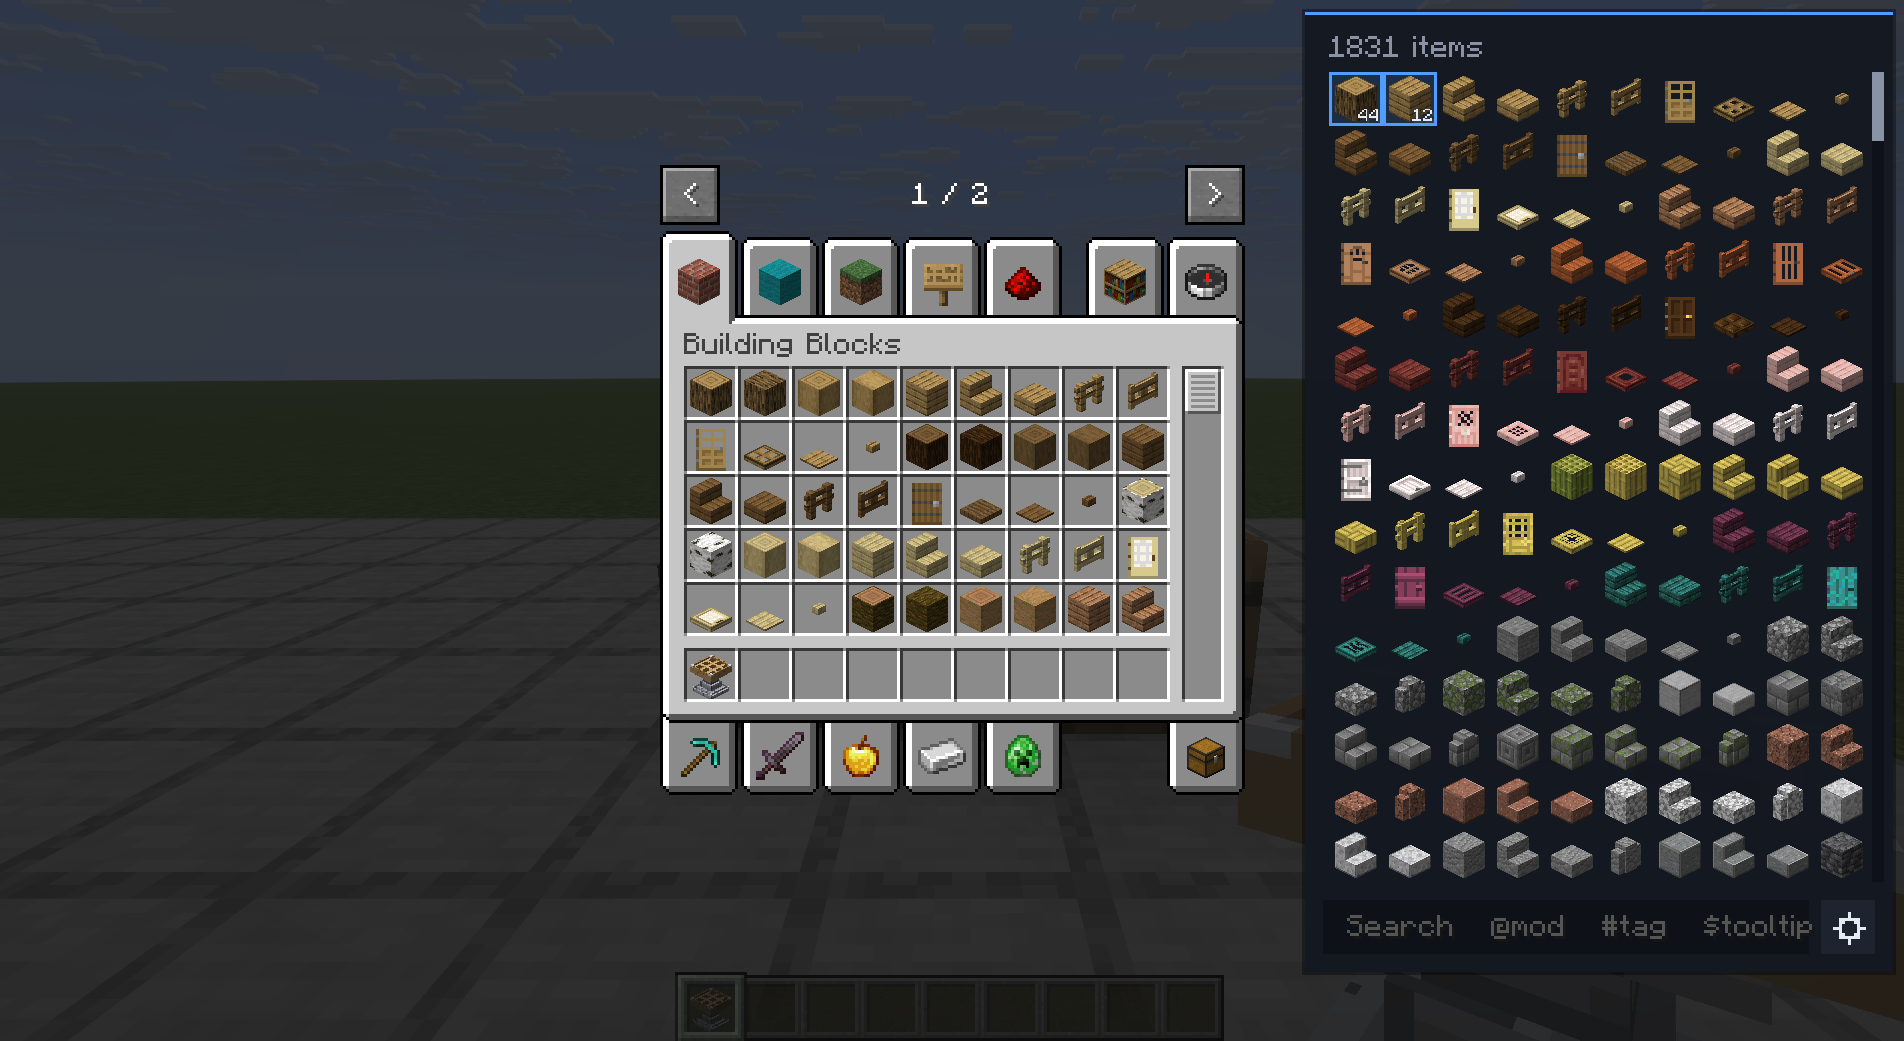 1831 items
44
12
<
1 / 2
>
Building Blocks
Search @mod #tag $tooltip